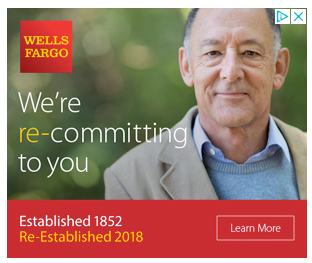 WELLS
FARGO
We're
re-committing
to you
Established 1852
Re-Established 2018
Learn More